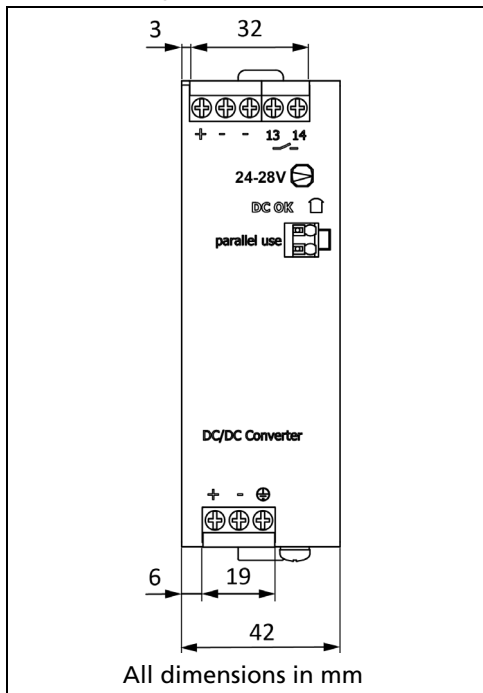 3 32
+ - - 13 14
24-28V
DC OK
parallel use
DC/DC Converter
+ -
6 19
42
All dimensions in mm